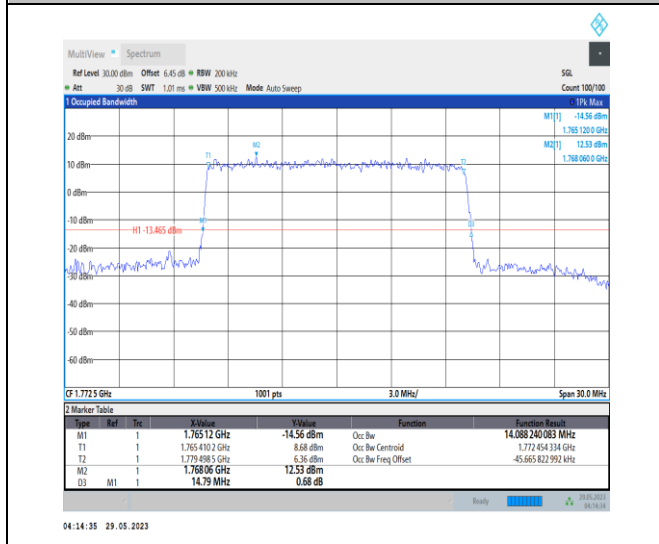 MultiView Spectrum
Ref Level 30.00 dBm Offset 6.45 dB RBW 200 kHz SGL
Att 30 dB SWT 1.01 ms VBW 500 kHz Mode Auto Sweep Count 100/100
1 Occupied Bandwidth 1Pk Max
M1[1] -14.56 dBm
1.765 120 0 GHz
M2[1] 12.53 dBm
1.768 060 0 GHz
20 dBm
M2
T1
T2
10 dBm
0 dBm
-10 dBm
D3
H1 -13.465 dBm
-20 dBm
-30 dBm
-40 dBm
-50 dBm
-60 dBm
CF 1.772 5 GHz 1001 pts 3.0 MHz/ Span 30.0 MHz
2 Marker Table
Type Ref Trc X-Value Y-Value Function Function Result
M1 1 1.765 12 GHz -14.56 dBm Occ Bw 14.088 240 083 MHz
T1 1 1.765 410 2 GHz 8.68 dBm Occ Bw Centroid 1.772 454 334 GHz
T2 1 1.779 498 5 GHz 6.36 dBm Occ Bw Freq Offset -45.665 822 992 kHz
M2 1 1.768 06 GHz 12.53 dBm
D3 M1 1 14.79 MHz 0.68 dB
Ready 29.05.2023
04:14:35 29.05.2023